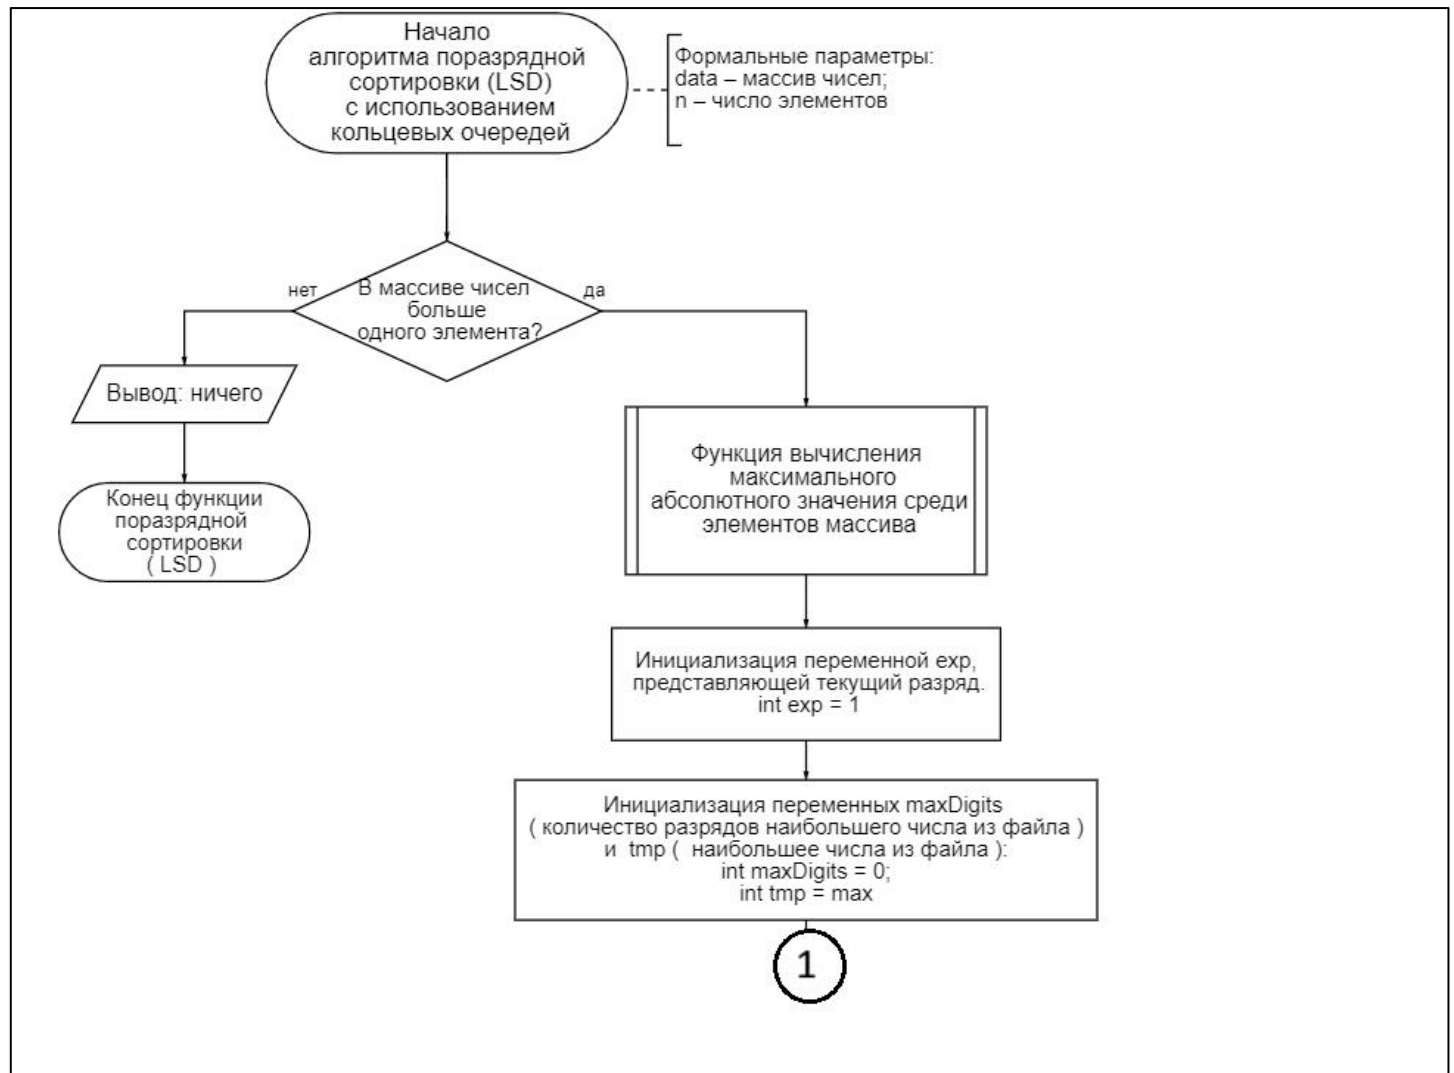 Начало
алгоритма поразрядной
сортировки (LSD)
с использованием
кольцевых очередей
Формальные параметры:
data – массив чисел;
n – число элементов
нет
В массиве чисел
больше
одного элемента?
да
Вывод: ничего
Конец функции
поразрядной
сортировки
( LSD )
Функция вычисления
максимального
абсолютного значения среди
элементов массива
Инициализация переменной exp,
представляющей текущий разряд.
int exp = 1
Инициализация переменных maxDigits
( количество разрядов наибольшего числа из файла )
и tmp ( наибольшее числа из файла ):
int maxDigits = 0;
int tmp = max
1